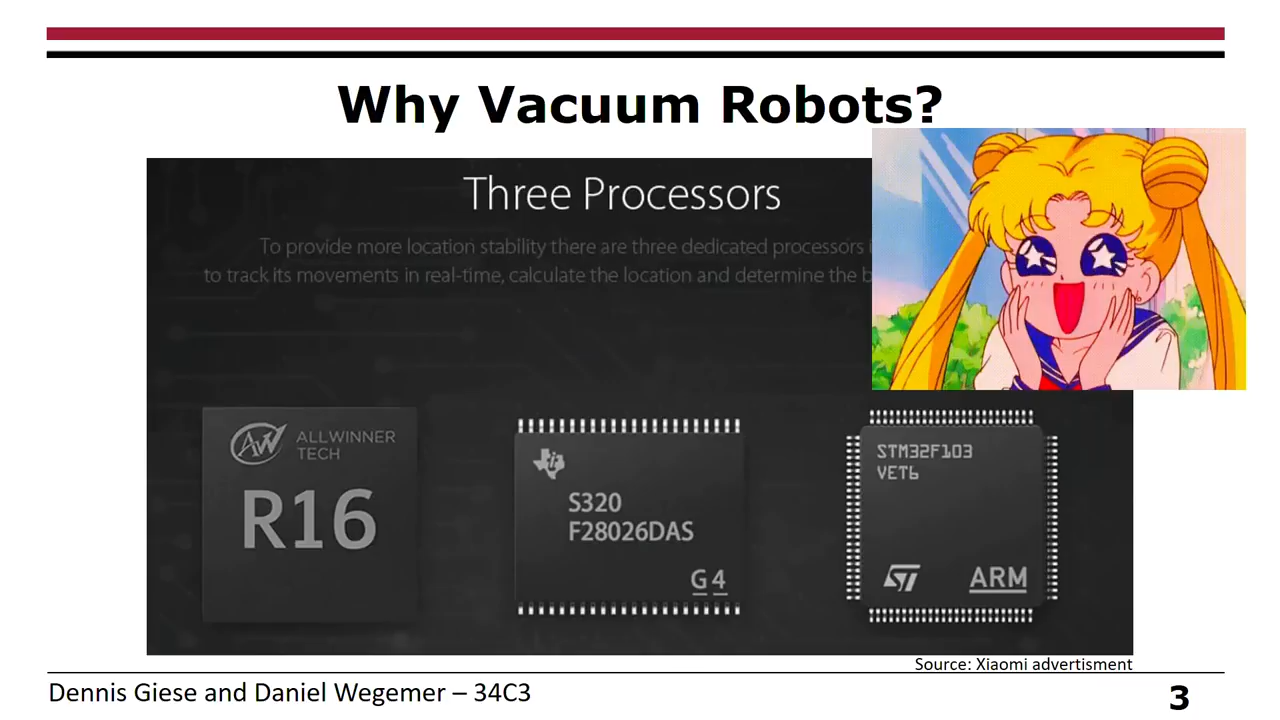 Why Vacuum Robots?
Three Processors
To provide more location stability there are three dedicated processors
to track its movements in real-time, calculate the location and determine the
ALLWINNER
TECH
R16
S320
F28026DAS
G4
STM32F103
VET6
ST ARM
Source: Xiaomi advertisment
Dennis Giese and Daniel Wegemer – 34C3
3